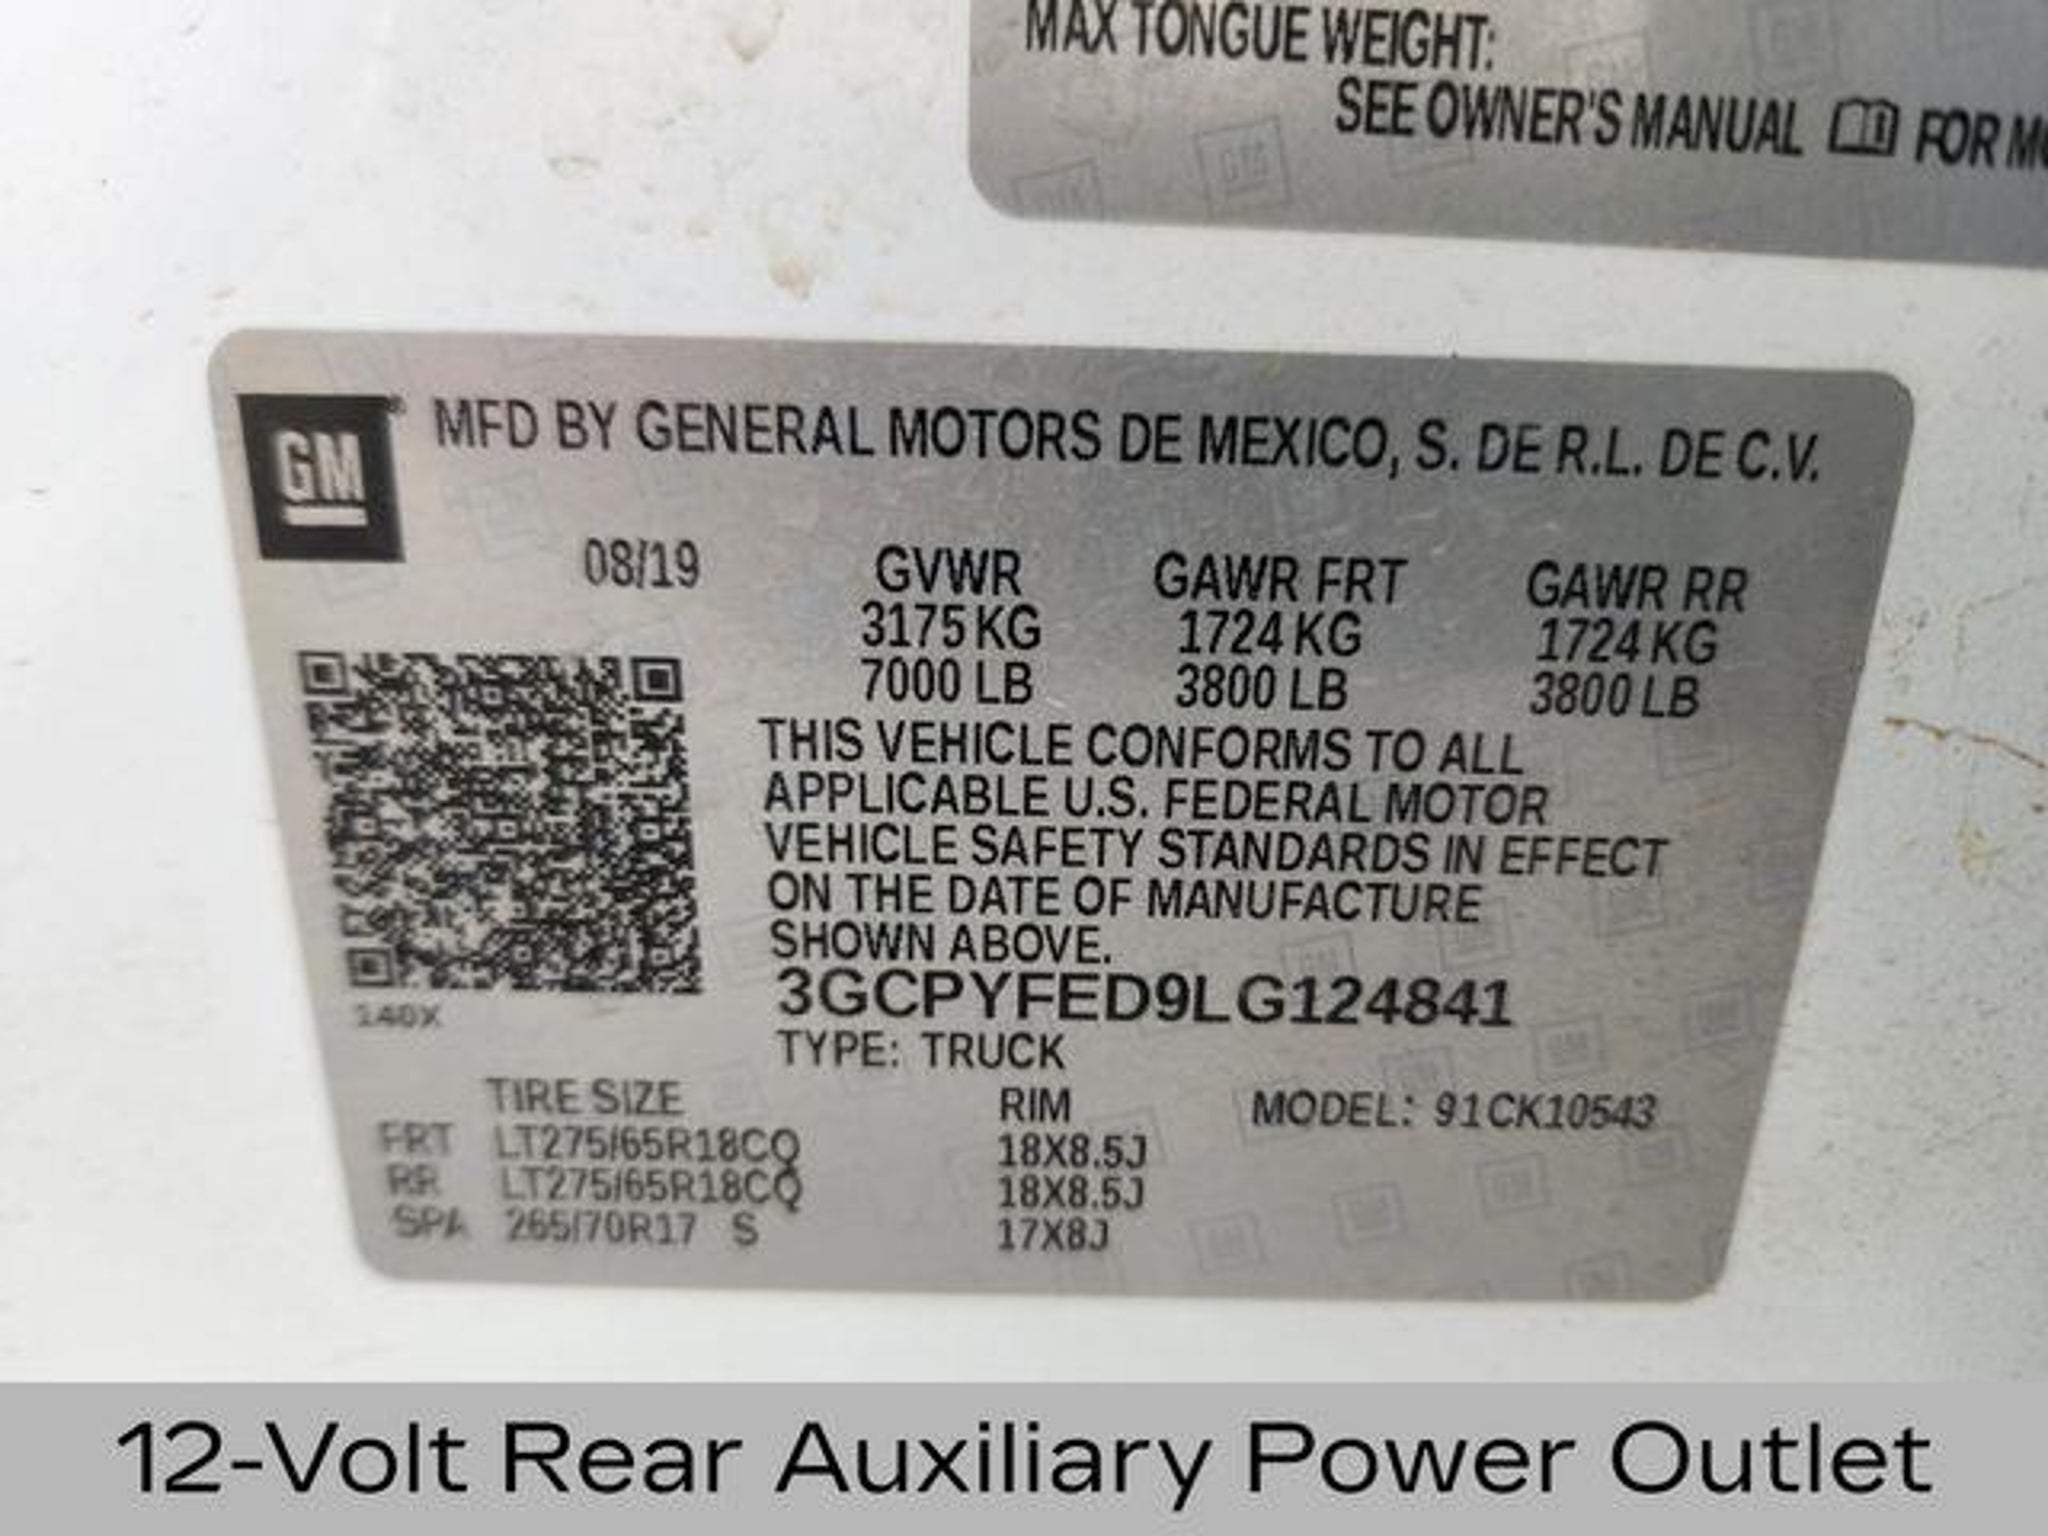 MAX TONGUE WEIGHT:
SEE OWNER'S MANUAL FOR
GM
MFD BY GENERAL MOTORS DE MEXICO, S. DE R.L. DE C.V.
08/19 GVWR GAWR FRT GAWR RR
3175 KG 1724 KG 1724 KG
7000 LB 3800 LB 3800 LB
THIS VEHICLE CONFORMS TO ALL
APPLICABLE U.S. FEDERAL MOTOR
VEHICLE SAFETY STANDARDS IN EFFECT
ON THE DATE OF MANUFACTURE
SHOWN ABOVE.
3GCPYFED9LG124841
140X
TYPE: TRUCK
TIRE SIZE RIM MODEL: 91CK10543
FRT LT275/65R18CQ 18X8.5J
RR LT275/65R18CQ 18X8.5J
SPA 265/70R17 S 17X8J
12-Volt Rear Auxiliary Power Outlet